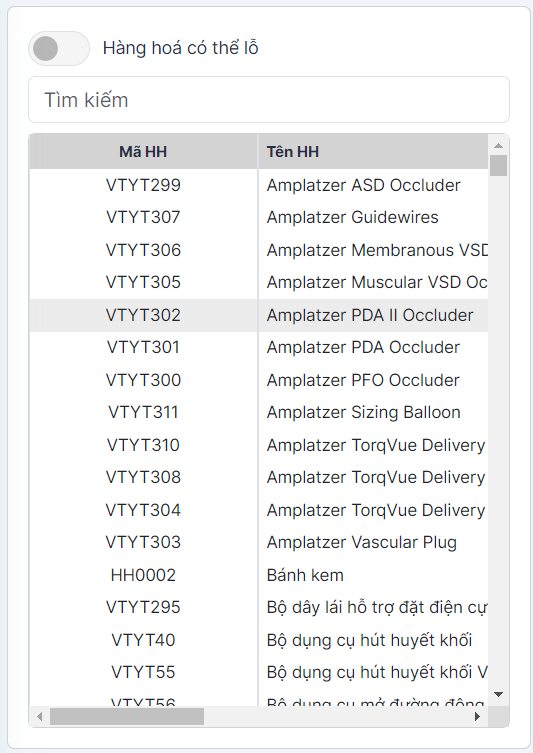 Hàng hoá có thể lỗ
Tìm kiếm
Mã HH Tên HH
VTYT299 Amplatzer ASD Occluder
VTYT307 Amplatzer Guidewires
VTYT306 Amplatzer Membranous VSD
VTYT305 Amplatzer Muscular VSD Oc
VTYT302 Amplatzer PDA II Occluder
VTYT301 Amplatzer PDA Occluder
VTYT300 Amplatzer PFO Occluder
VTYT311 Amplatzer Sizing Balloon
VTYT310 Amplatzer TorqVue Delivery
VTYT308 Amplatzer TorqVue Delivery
VTYT304 Amplatzer TorqVue Delivery
VTYT303 Amplatzer Vascular Plug
HH0002 Bánh kem
VTYT295 Bộ dây lái hỗ trợ đặt điện cự
VTYT40 Bộ dụng cụ hút huyết khối
VTYT55 Bộ dụng cụ hút huyết khối V
VTYT56 Bộ dụng cụ mở đường động